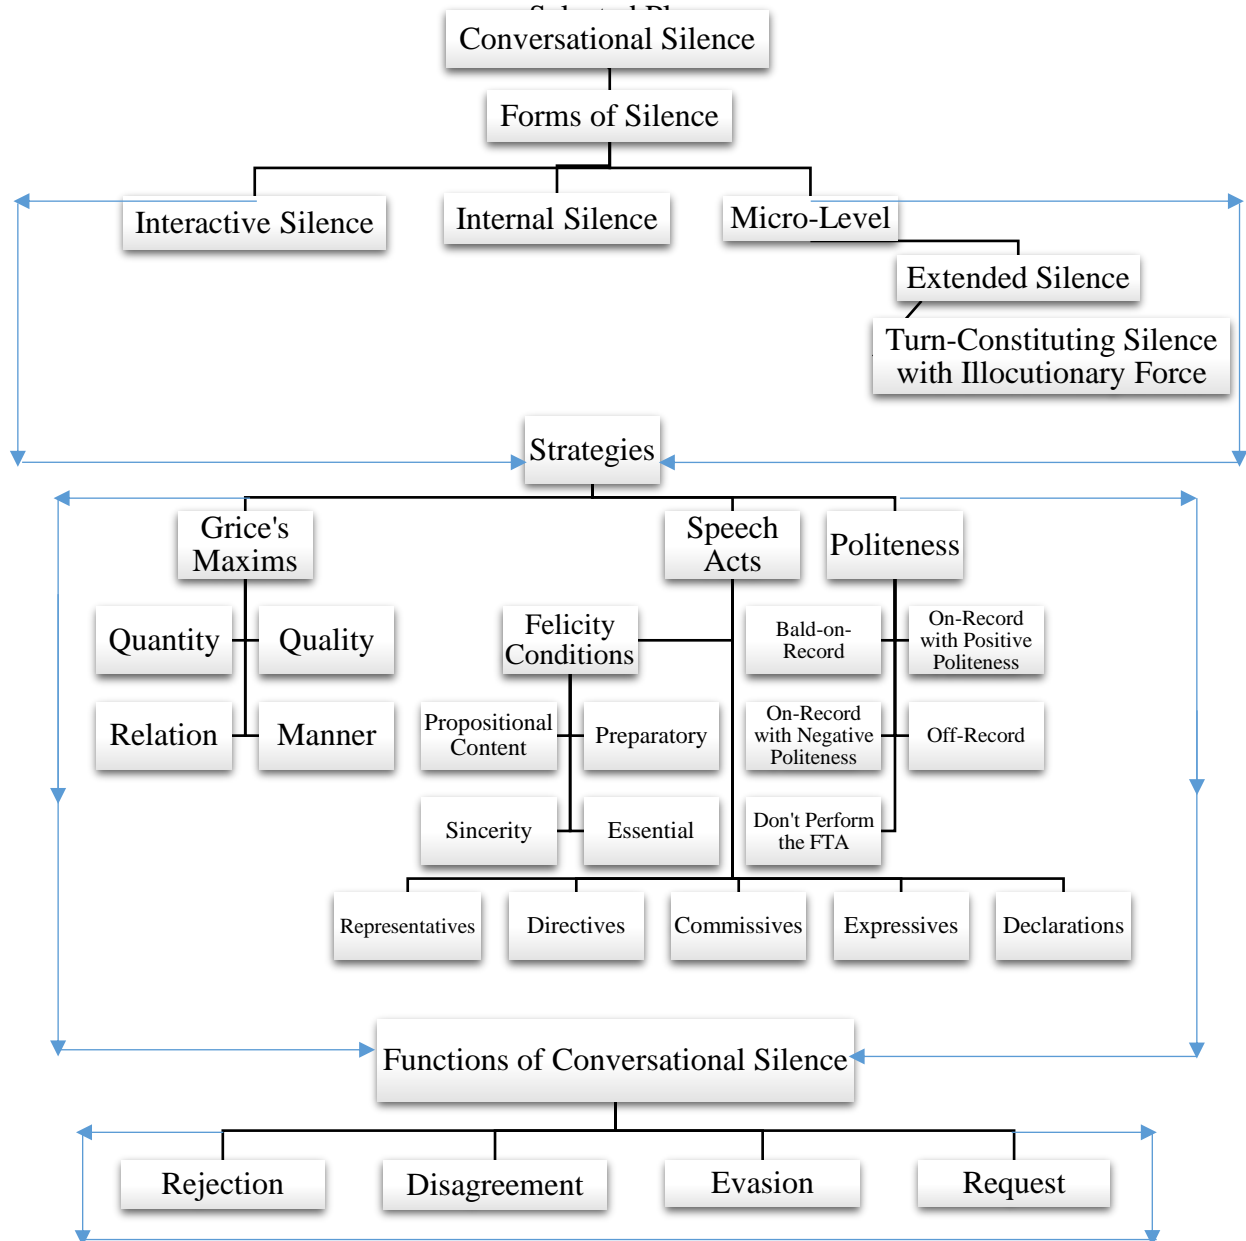 Conversational Silence
Forms of Silence
Interactive Silence
Internal Silence
Micro-Level
Extended Silence
Turn-Constituting Silence
with Illocutionary Force
Strategies
Grice's
Maxims
Speech
Acts
Politeness
Quantity
Quality
Relation
Manner
Felicity
Conditions
Propositional
Content
Preparatory
Sincerity
Essential
Bald-on-
Record
On-Record
with Positive
Politeness
On-Record
with Negative
Politeness
Off-Record
Don't Perform
the FTA
Representatives
Directives
Commissives
Expressives
Declarations
Functions of Conversational Silence
Rejection
Disagreement
Evasion
Request